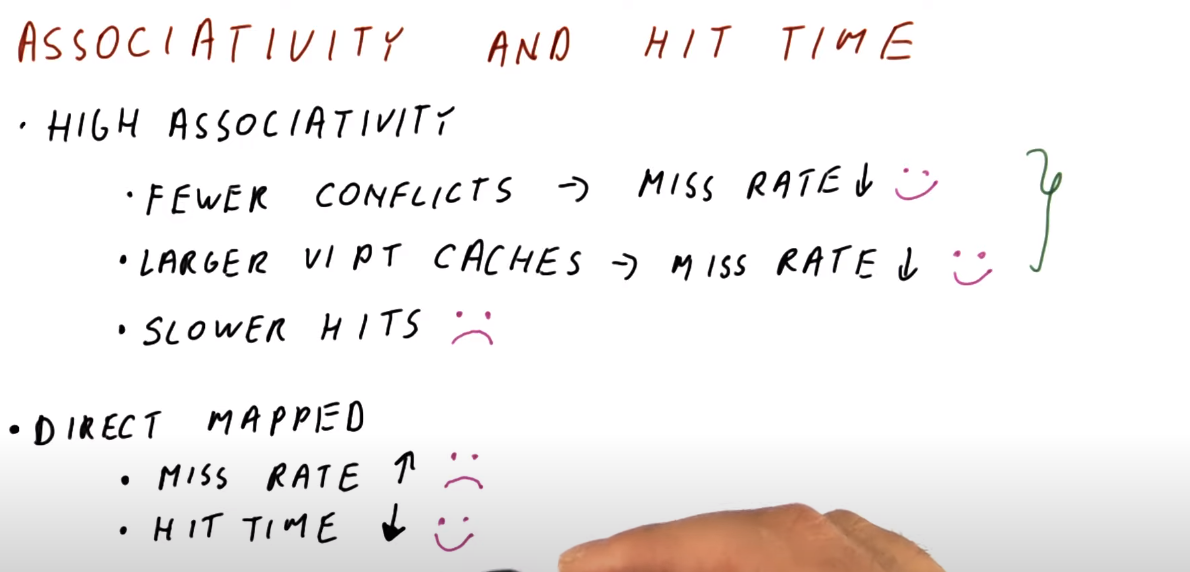 ASSOCIATIVITY AND HIT TIME
• HIGH ASSOCIATIVITY
• FEWER CONFLICTS → MISS RATE ↓
• LARGER VIPT CACHES → MISS RATE ↓
• SLOWER HITS
• DIRECT MAPPED
• MISS RATE ↑
• HIT TIME ↓